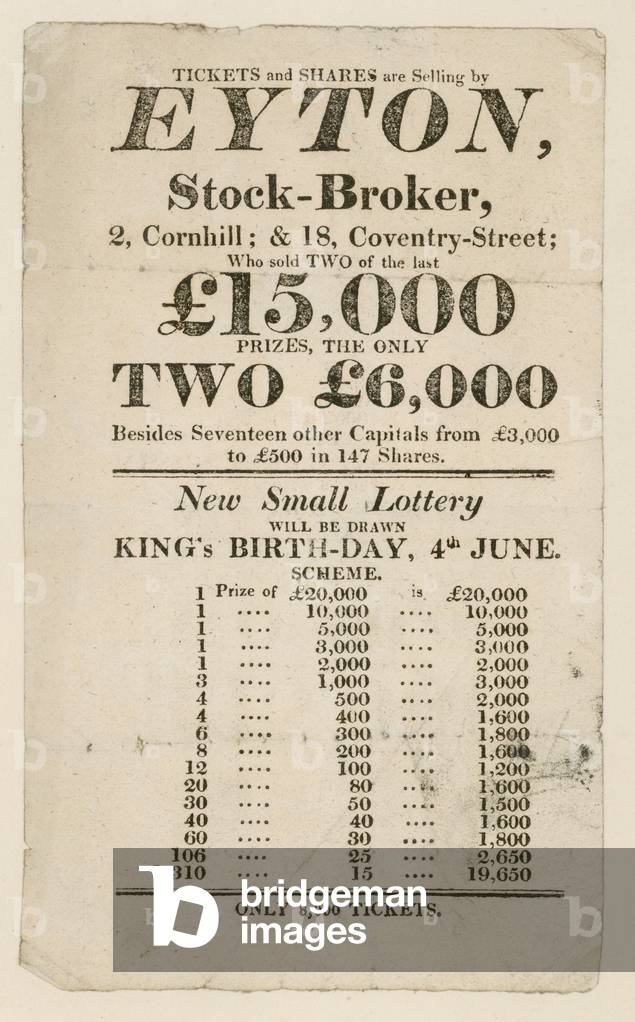 TICKETS and SHARES are Selling by
EYTON,
Stock-Broker,
2, Cornhill; & 18, Coventry-Street;
Who sold TWO of the last
£15,000
PRIZES, THE ONLY
TWO £6,000
Besides Seventeen other Capitals from £3,000
to £500 in 147 Shares.
New Small Lottery
WILL BE DRAWN
KING's BIRTH-DAY, 4th JUNE.
SCHEME.
1 Prize of £20,000 is £20,000
1 .... 10,000 .... 10,000
1 .... 5,000 .... 5,000
1 .... 3,000 .... 3,000
1 .... 2,000 .... 2,000
3 .... 1,000 .... 3,000
4 .... 500 .... 2,000
4 .... 400 .... 1,600
6 .... 300 .... 1,800
8 .... 200 .... 1,600
12 .... 100 .... 1,200
20 .... 80 .... 1,600
30 .... 50 .... 1,500
40 .... 40 .... 1,600
60 .... 30 .... 1,800
106 .... 25 .... 2,650
310 .... 15 .... 19,650
ONLY TICKETS.
b bridgeman
images